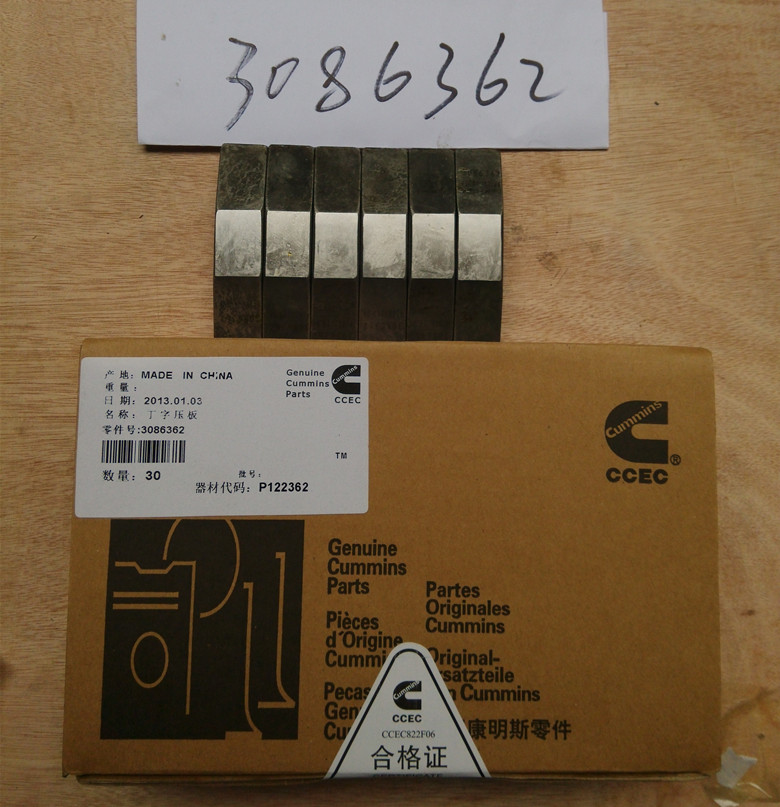 3086362
产地: MADE IN CHINA
重量:
日期: 2013.01.03
名称: 丁字压板
零件号:3086362
数量: 30
批号:
器材代码: P122362
Genuine
Cummins
Parts
Cummins
CCEC
TM
Cummins
CCEC
®
Genuine
Cummins
Parts
Pièces
d'Origine
Pecas
Partes
Originales
Cummins
Cummins
康明斯零件
Cummins
CCEC
CCEC822F06
合格证